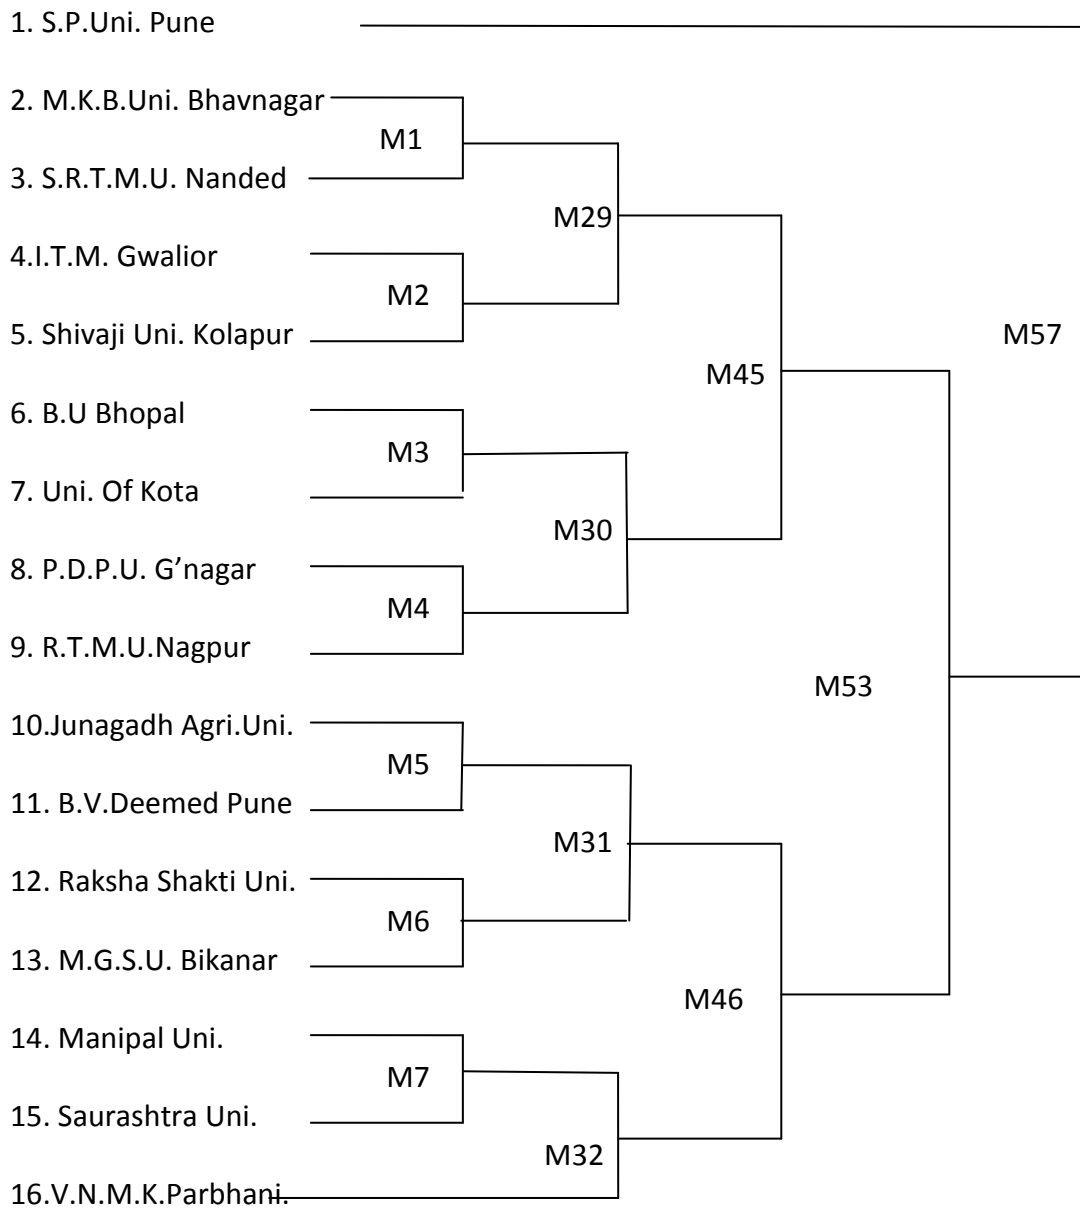 1. S.P.Uni. Pune
2. M.K.B.Uni. Bhavnagar
M1
3. S.R.T.M.U. Nanded
M29
4.I.T.M. Gwalior
M2
5. Shivaji Uni. Kolapur
M57
M45
6. B.U Bhopal
M3
7. Uni. Of Kota
M30
8. P.D.P.U. G’nagar
M4
9. R.T.M.U.Nagpur
M53
10.Junagadh Agri.Uni.
M5
11. B.V.Deemed Pune
M31
12. Raksha Shakti Uni.
M6
13. M.G.S.U. Bikanar
M46
14. Manipal Uni.
M7
15. Saurashtra Uni.
M32
16.V.N.M.K.Parbhani.